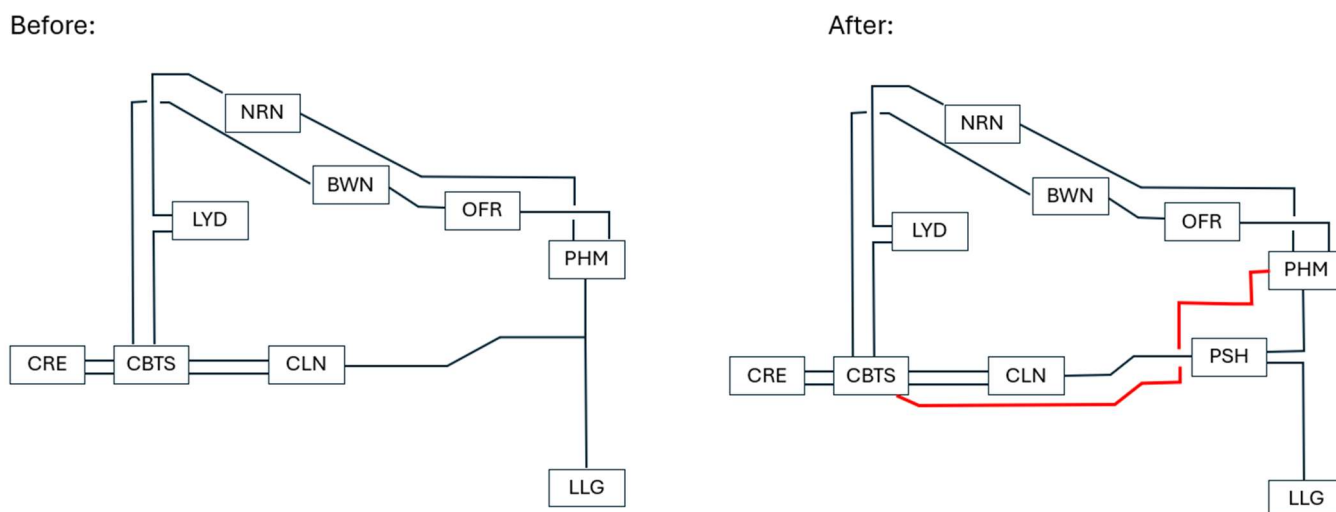 Before:
After:
NRN
BWN
OFR
LYD
PHM
CRE
CBTS
CLN
LLG
NRN
BWN
OFR
LYD
PHM
PSH
CRE
CBTS
CLN
LLG